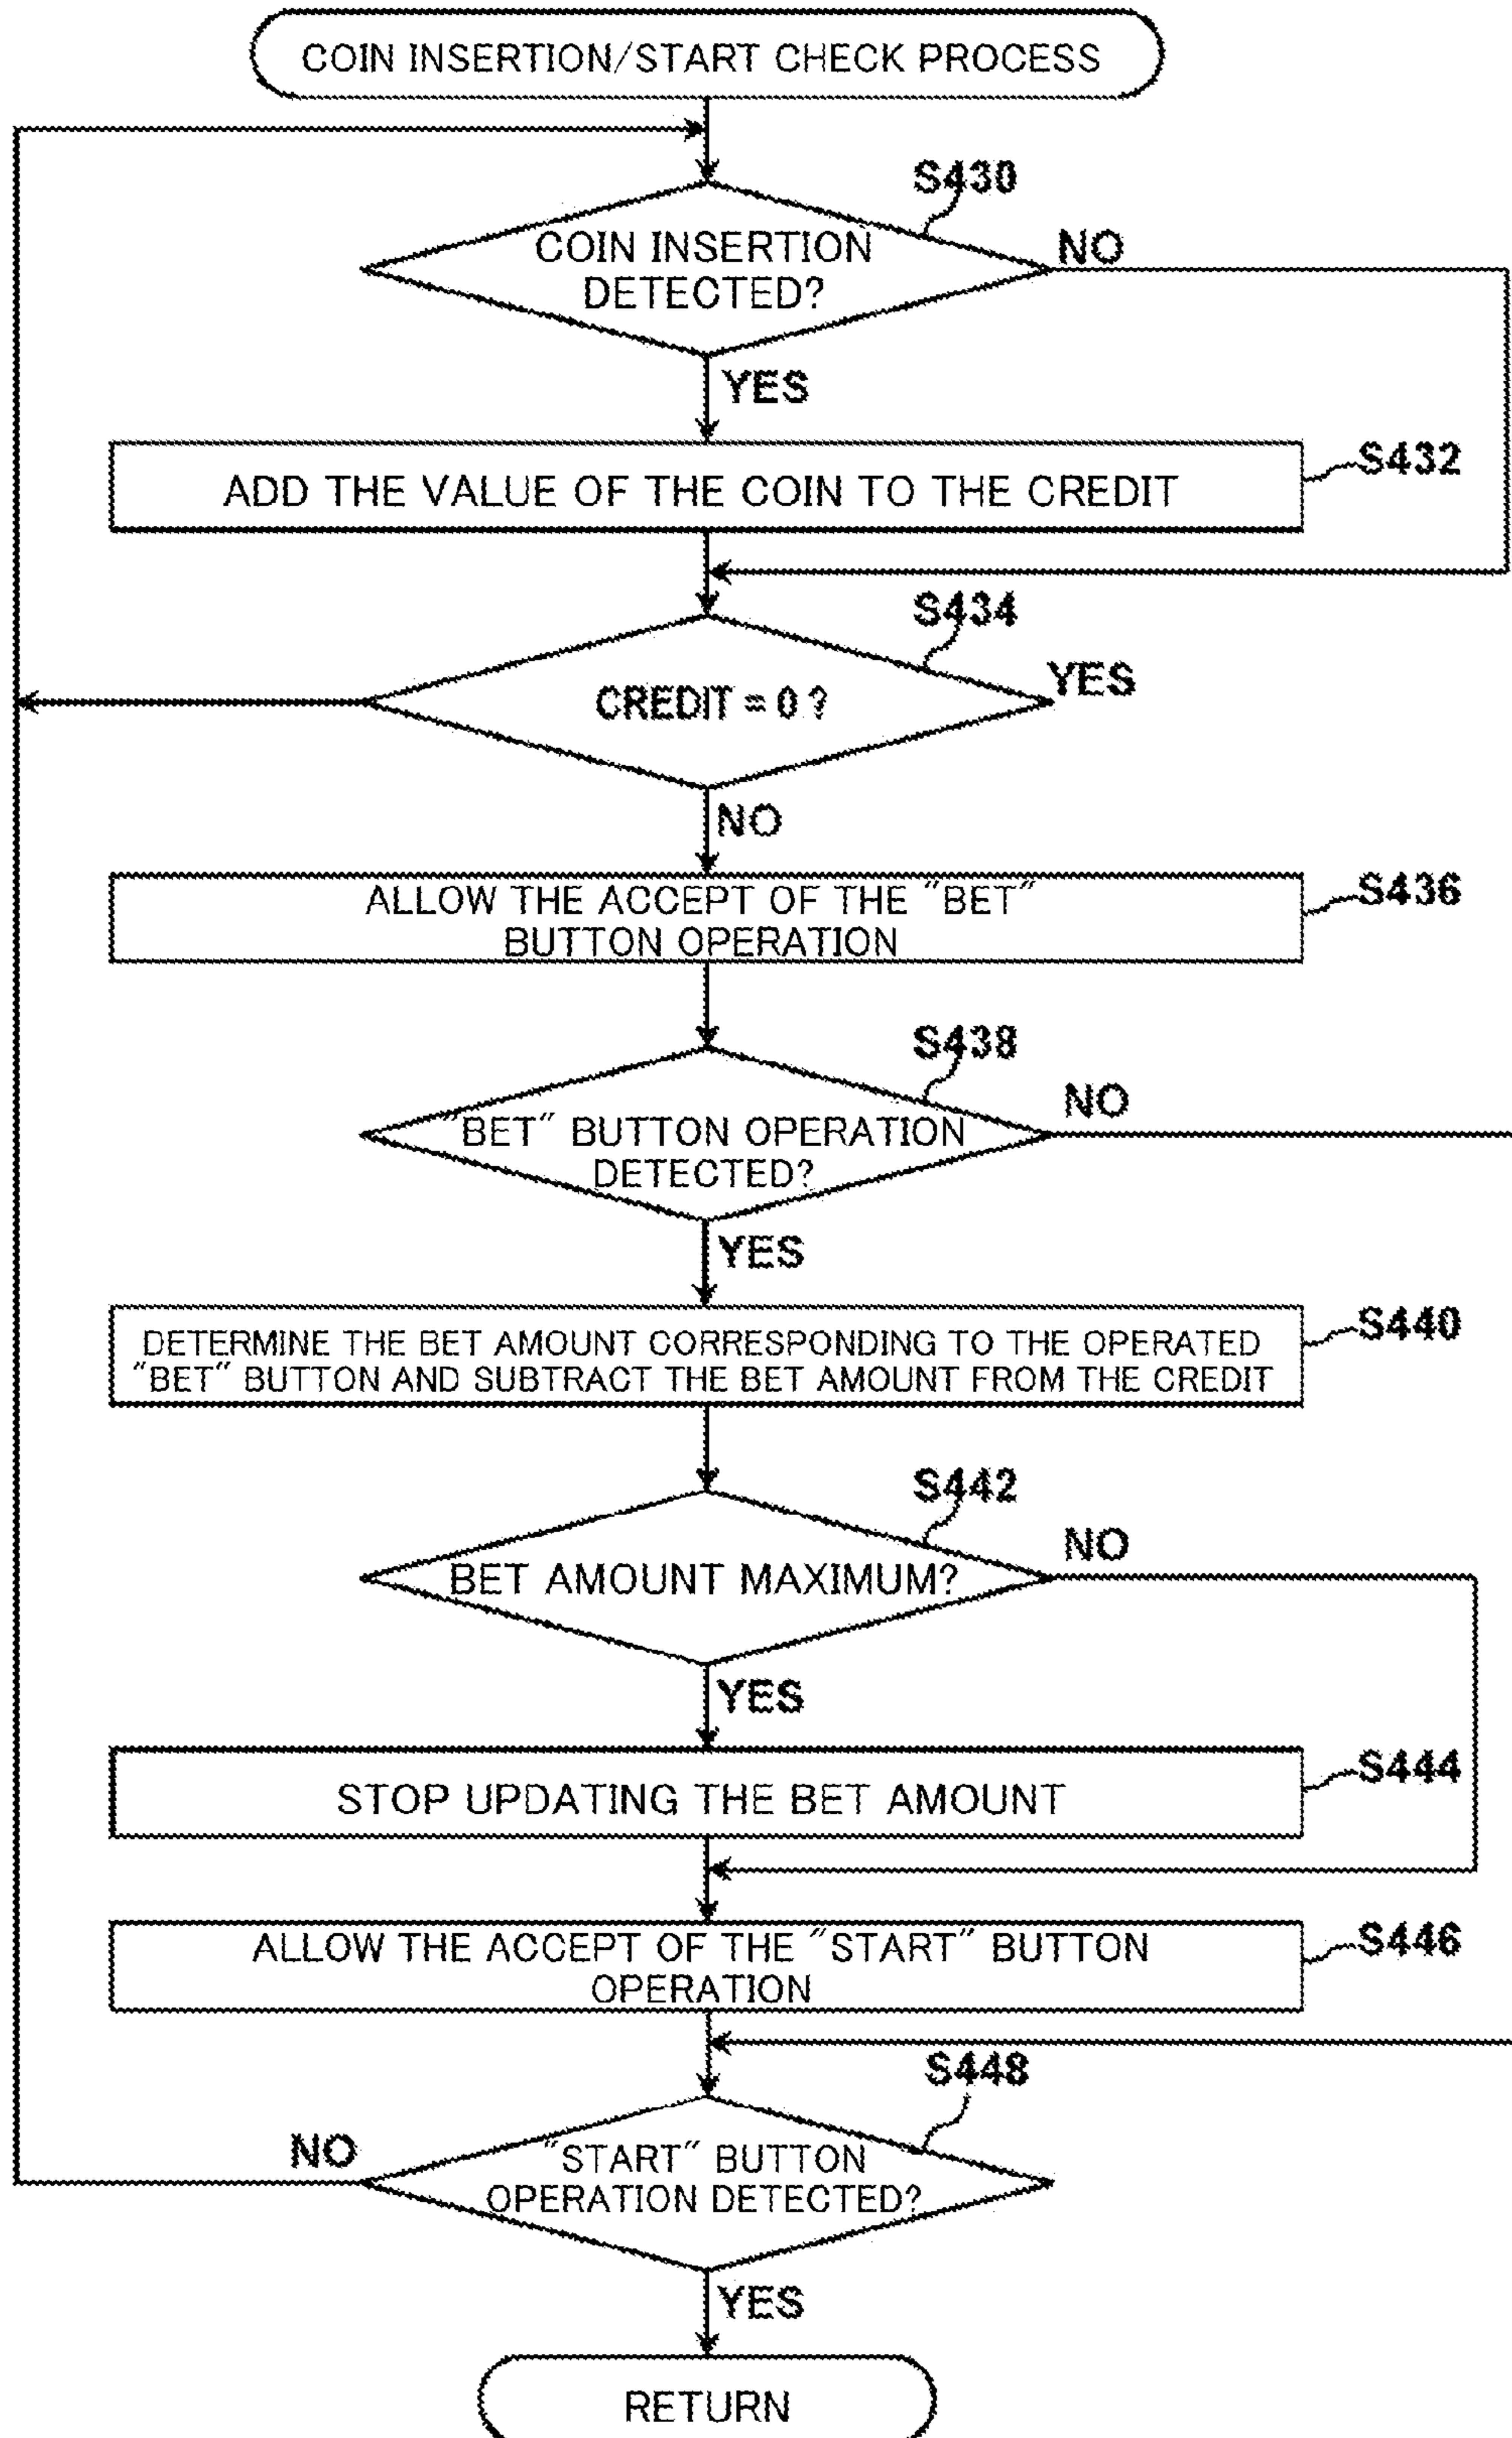 COIN INSERTION/START CHECK PROCESS
S430
COIN INSERTION
DETECTED?
NO
YES
S432
ADD THE VALUE OF THE COIN TO THE CREDIT
S434
CREDIT = 0 ?
YES
NO
S436
ALLOW THE ACCEPT OF THE "BET"
BUTTON OPERATION
S438
"BET" BUTTON OPERATION
DETECTED?
NO
YES
S440
DETERMINE THE BET AMOUNT CORRESPONDING TO THE OPERATED
"BET" BUTTON AND SUBTRACT THE BET AMOUNT FROM THE CREDIT
S442
BET AMOUNT MAXIMUM?
NO
YES
S444
STOP UPDATING THE BET AMOUNT
S446
ALLOW THE ACCEPT OF THE "START" BUTTON
OPERATION
S448
NO
"START" BUTTON
OPERATION DETECTED?
YES
RETURN